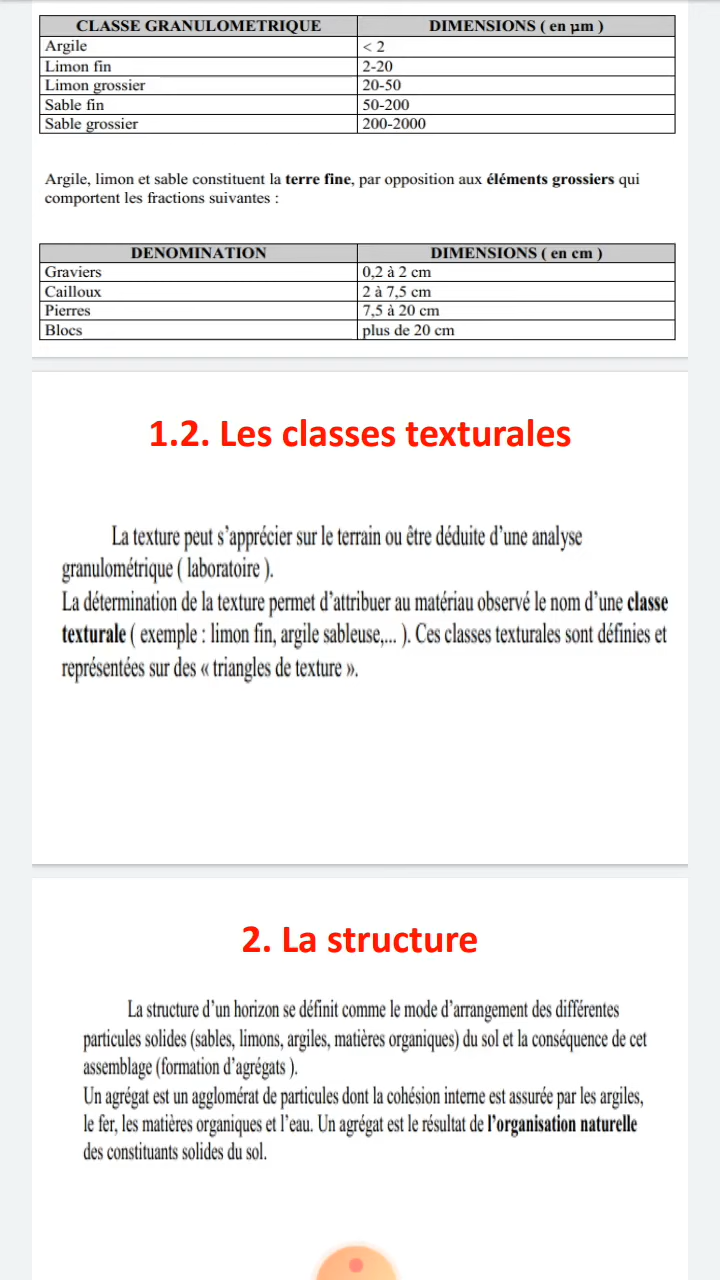 CLASSE GRANULOMETRIQUE DIMENSIONS ( en µm )
Argile < 2
Limon fin 2-20
Limon grossier 20-50
Sable fin 50-200
Sable grossier 200-2000
Argile, limon et sable constituent la terre fine, par opposition aux éléments grossiers qui
comportent les fractions suivantes :
DENOMINATION DIMENSIONS ( en cm )
Graviers 0,2 à 2 cm
Cailloux 2 à 7,5 cm
Pierres 7,5 à 20 cm
Blocs plus de 20 cm
1.2. Les classes texturales
La texture peut s’apprécier sur le terrain ou être déduite d’une analyse
granulométrique ( laboratoire ).
La détermination de la texture permet d’attribuer au matériau observé le nom d’une classe
texturale ( exemple : limon fin, argile sableuse,... ). Ces classes texturales sont définies et
représentées sur des « triangles de texture ».
2. La structure
La structure d’un horizon se définit comme le mode d’arrangement des différentes
particules solides (sables, limons, argiles, matières organiques) du sol et la conséquence de cet
assemblage (formation d’agrégats ).
Un agrégat est un agglomérat de particules dont la cohésion interne est assurée par les argiles,
le fer, les matières organiques et l’eau. Un agrégat est le résultat de l’organisation naturelle
des constituants solides du sol.